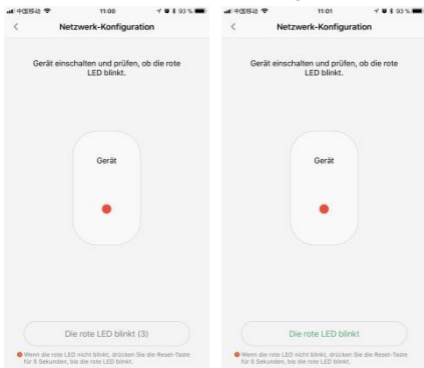 中国移动 11:00 93 %
Netzwerk-Konfiguration
Gerät einschalten und prüfen, ob die rote
LED blinkt.
Gerät
Die rote LED blinkt (3)
Wenn die rote LED nicht blinkt, drücken Sie die Reset-Taste
für 5 Sekunden, bis die rote LED blinkt.
中国移动 11:01 93 %
Netzwerk-Konfiguration
Gerät einschalten und prüfen, ob die rote
LED blinkt.
Gerät
Die rote LED blinkt
Wenn die rote LED nicht blinkt, drücken Sie die Reset-Taste
für 5 Sekunden, bis die rote LED blinkt.